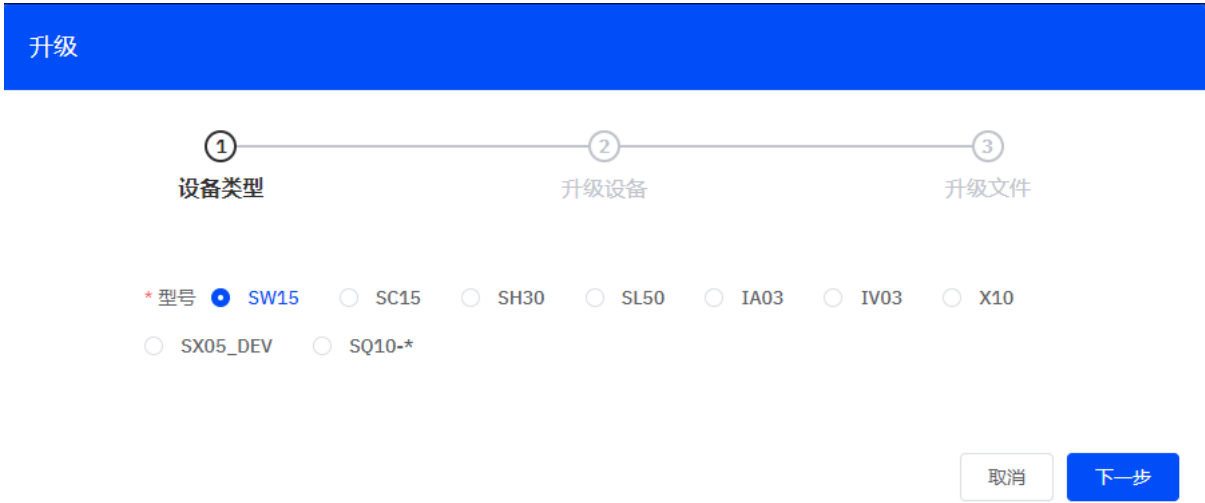 升级
1 2 3
设备类型 升级设备 升级文件
* 型号 SW15 SC15 SH30 SL50 IA03 IV03 X10
SX05_DEV SQ10-*
取消 下一步